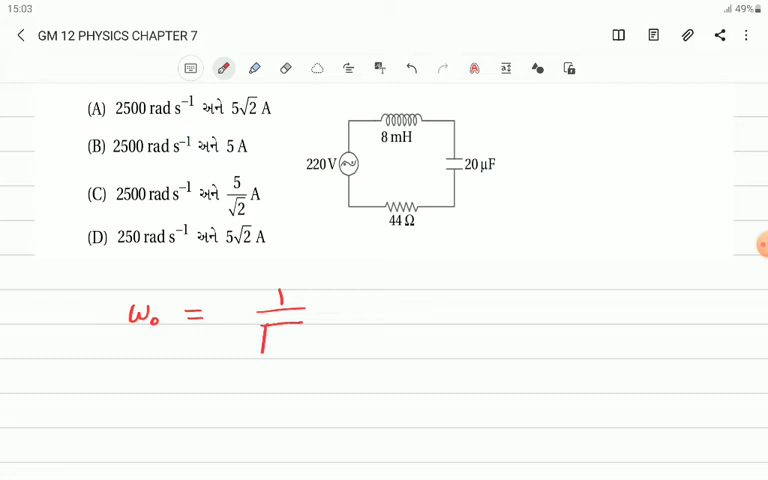 15:03
49%
GM 12 PHYSICS CHAPTER 7
(A) 2500 rad s⁻¹ અને 5√2 A
(B) 2500 rad s⁻¹ અને 5 A
(C) 2500 rad s⁻¹ અને 5/√2 A
(D) 250 rad s⁻¹ અને 5√2 A
8 mH
220 V
20 μF
44 Ω
ω₀ = 1/√